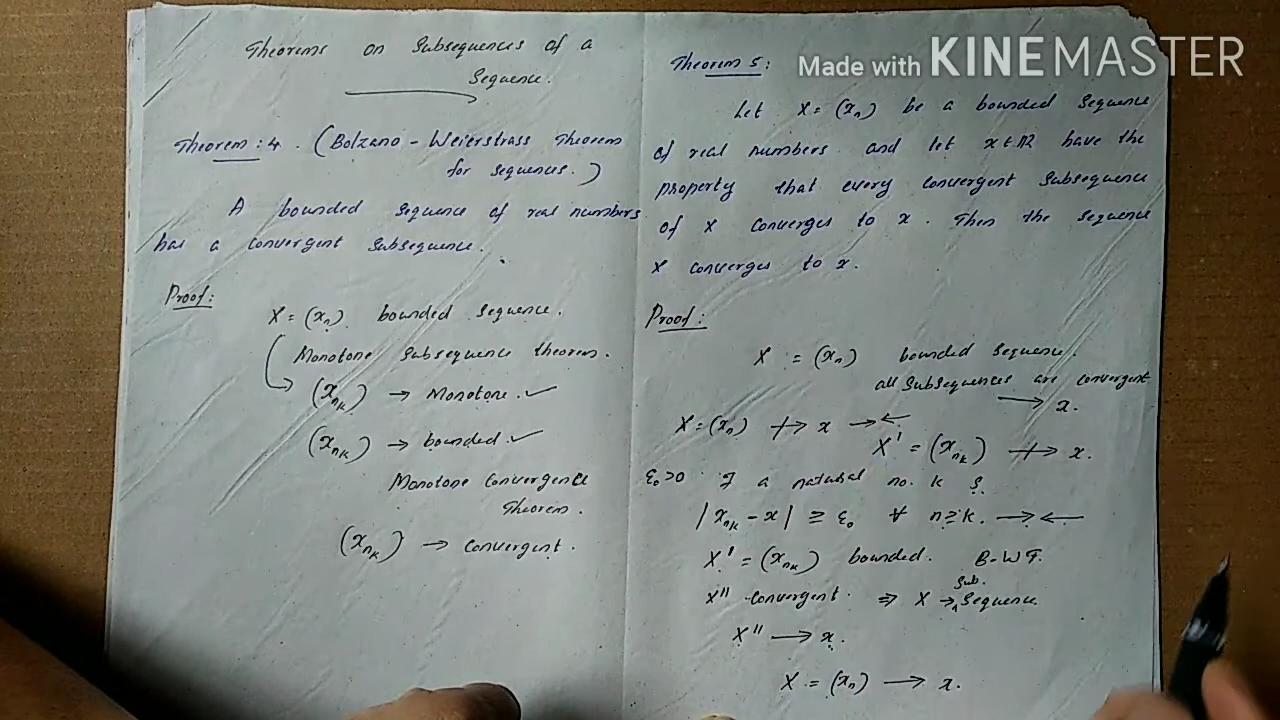 Theorems on Subsequences of a
Sequence.
Theorem : 4. (Bolzano - Weierstrass Theorem
for sequences.)
A bounded sequence of real numbers
has a convergent subsequence.
Proof:
X = (xₙ) bounded sequence.
Monotone subsequence theorem.
(xₙₖ) → Monotone. ✓
(xₙₖ) → bounded. ✓
Monotone Convergence
Theorem.
(xₙₖ) → convergent.
Made with KINEMASTER
Theorem 5 :
Let X = (xₙ) be a bounded sequence
of real numbers and let x ∈ ℝ have the
property that every convergent subsequence
of X converges to x. Then the sequence
X converges to x.
Proof:
X := (xₙ) bounded sequence.
all subsequences are convergent
⟶ x.
X = (xₙ) ↛ x →←
X' = (xₙₖ) ↛ x.
ε₀ > 0 ∃ a natural no. k
|xₙₖ - x| ≥ ε₀ ∀ n ≥ k. →←
X' = (xₙₖ) bounded. B-WT.
X'' convergent. ⇒ X → Sub.
Sequence.
X'' ⟶ x.
X = (xₙ) ⟶ x.